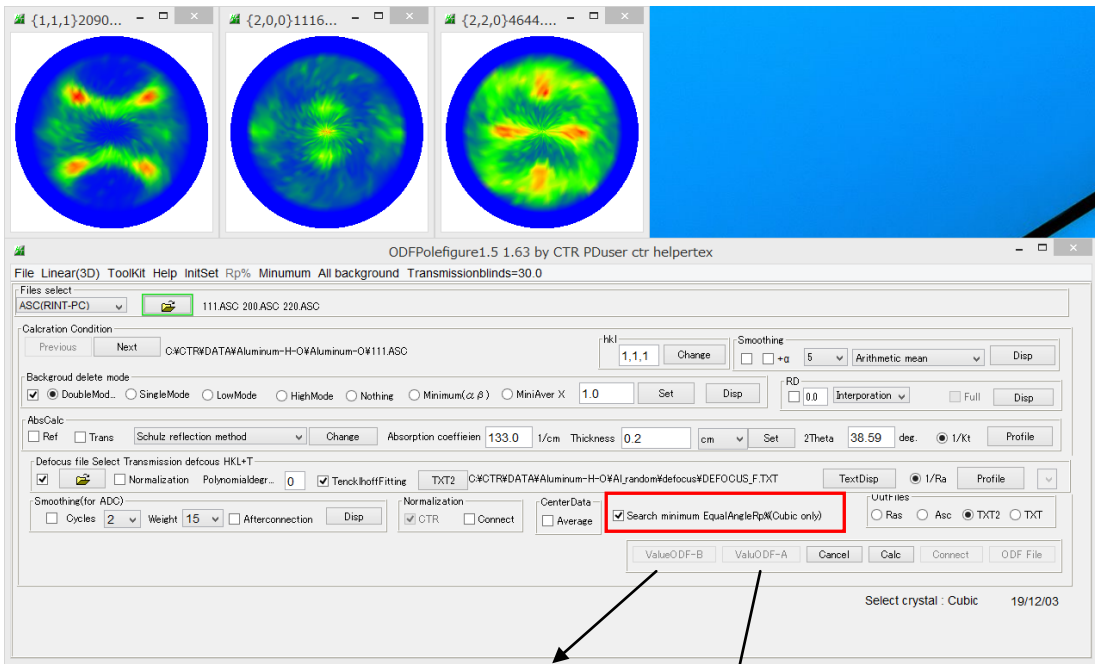 {1,1,1}2090...
{2,0,0}1116...
{2,2,0}4644....
ODFPolefigure1.5 1.63 by CTR PDuser ctr helpertex
File Linear(3D) ToolKit Help InitSet Rp% Minumum All background Transmissionblinds=30.0
Files select
ASC(RINT-PC) 111.ASC 200.ASC 220.ASC
Calcration Condition
Previous Next C:¥CTR¥DATA¥Aluminum-H-O¥Aluminum-O¥111.ASC
hkl
1,1,1 Change
Smoothing
+α 5 Arithmetic mean Disp
Backgroud delete mode
DoubleMod... SingleMode LowMode HighMode Nothing Minimum(αβ) MiniAver X 1.0 Set Disp
RD
0.0 Interporation Full Disp
AbsCalc
Ref Trans Schulz reflection method Change Absorption coeffieien 133.0 1/cm Thickness 0.2 cm Set 2Theta 38.59 deg. 1/Kt Profile
Defocus file Select Transmission defcous HKL+T
Normalization Polynomialdegr... 0 TenckIhoffFitting TXT2 C:¥CTR¥DATA¥Aluminum-H-O¥Al_random¥defocus¥DEFOCUS_F.TXT TextDisp 1/Ra Profile
Smoothing(for ADC)
Cycles 2 Weight 15 Afterconnection Disp
Normalization
CTR Connect
CenterData
Average
Search minimum EqualAngleRp%(Cubic only)
OutFiles
Ras Asc TXT2 TXT
ValueODF-B ValuODF-A Cancel Calc Connect ODF File
Select crystal : Cubic 19/12/03